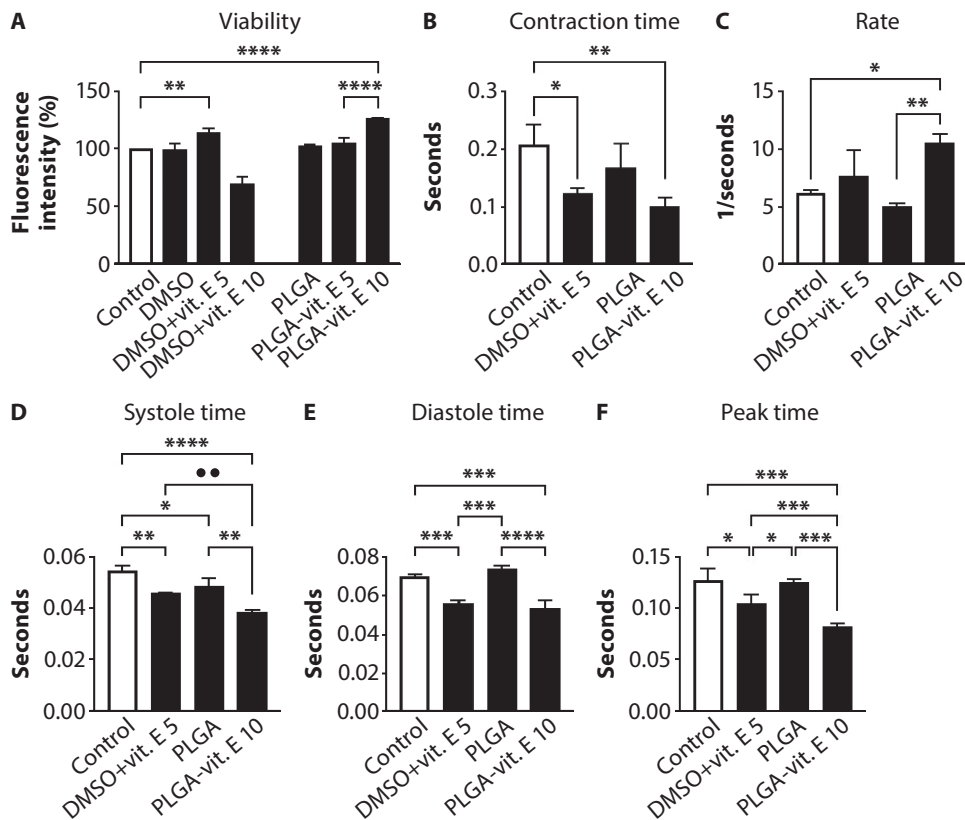 A Viability
B Contraction time
C Rate
Fluorescence
intensity (%)
150
100
50
0
****
**
****
Control
DMSO
DMSO+vit. E 5
DMSO+vit. E 10
PLGA
PLGA-vit. E 5
PLGA-vit. E 10
Seconds
0.3
0.2
0.1
0.0
**
*
Control
DMSO+vit. E 5
PLGA
PLGA-vit. E 10
1/seconds
15
10
5
0
*
**
Control
DMSO+vit. E 5
PLGA
PLGA-vit. E 10
D Systole time
E Diastole time
F Peak time
Seconds
0.06
0.04
0.02
0.00
****
••
*
**
**
Control
DMSO+vit. E 5
PLGA
PLGA-vit. E 10
Seconds
0.08
0.06
0.04
0.02
0.00
***
***
***
****
Control
DMSO+vit. E 5
PLGA
PLGA-vit. E 10
Seconds
0.15
0.10
0.05
0.00
***
***
*
*
***
Control
DMSO+vit. E 5
PLGA
PLGA-vit. E 10